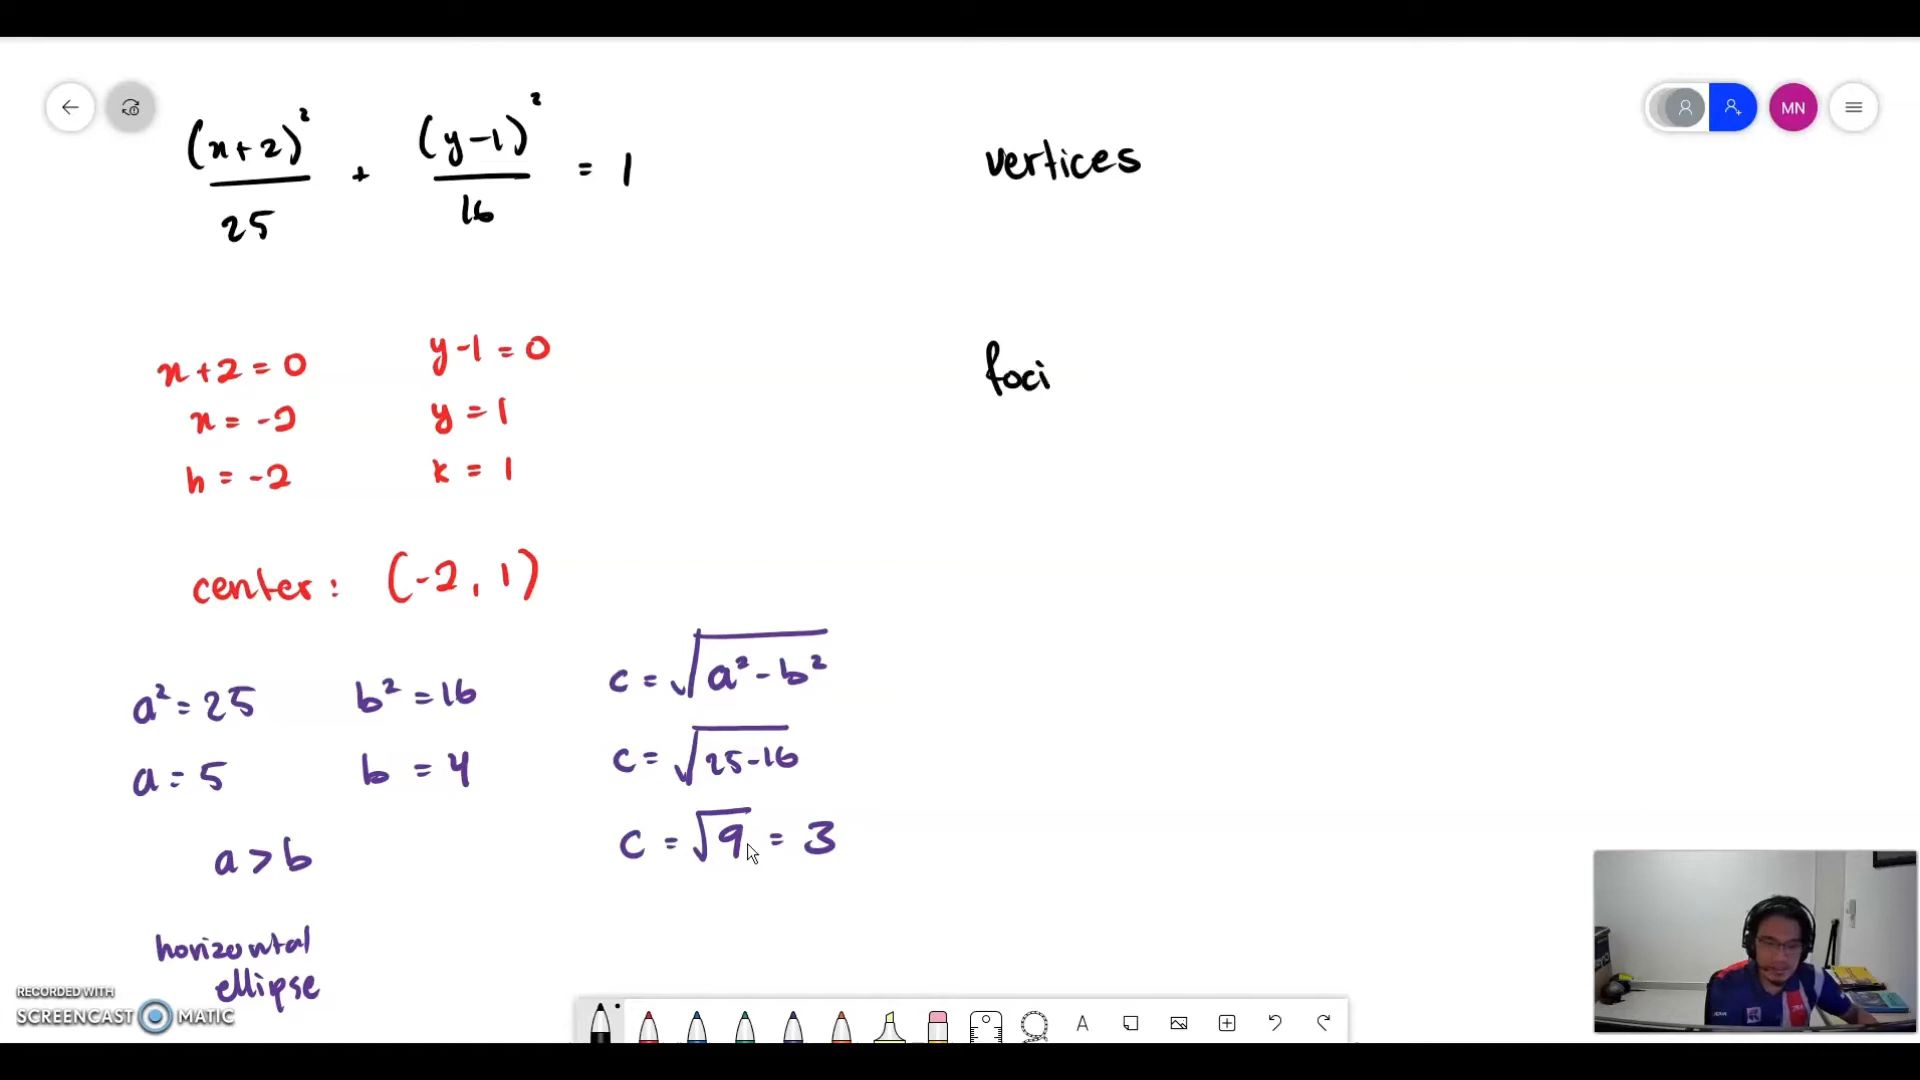 (x+2)² / 25 + (y-1)² / 16 = 1
vertices
MN
x+2=0
x=-2
h=-2
y-1=0
y=1
k=1
foci
center: (-2, 1)
a²=25
a=5
b²=16
b=4
a>b
horizontal
ellipse
c=√(a²-b²)
c=√(25-16)
c=√9=3
RECORDED WITH
SCREENCAST MATIC
A